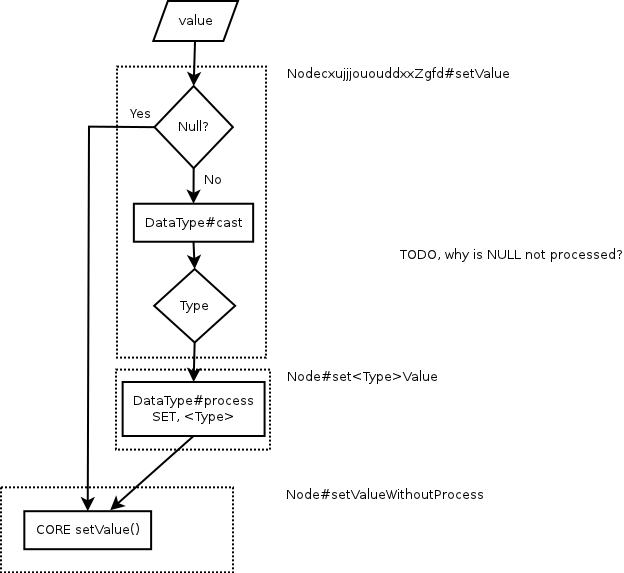 value
NodecxujjjououddxxZgfd#setValue
Yes
Null?
No
DataType#cast
TODO, why is NULL not processed?
Type
Node#set<Type>Value
DataType#process
SET, <Type>
Node#setValueWithoutProcess
CORE setValue()